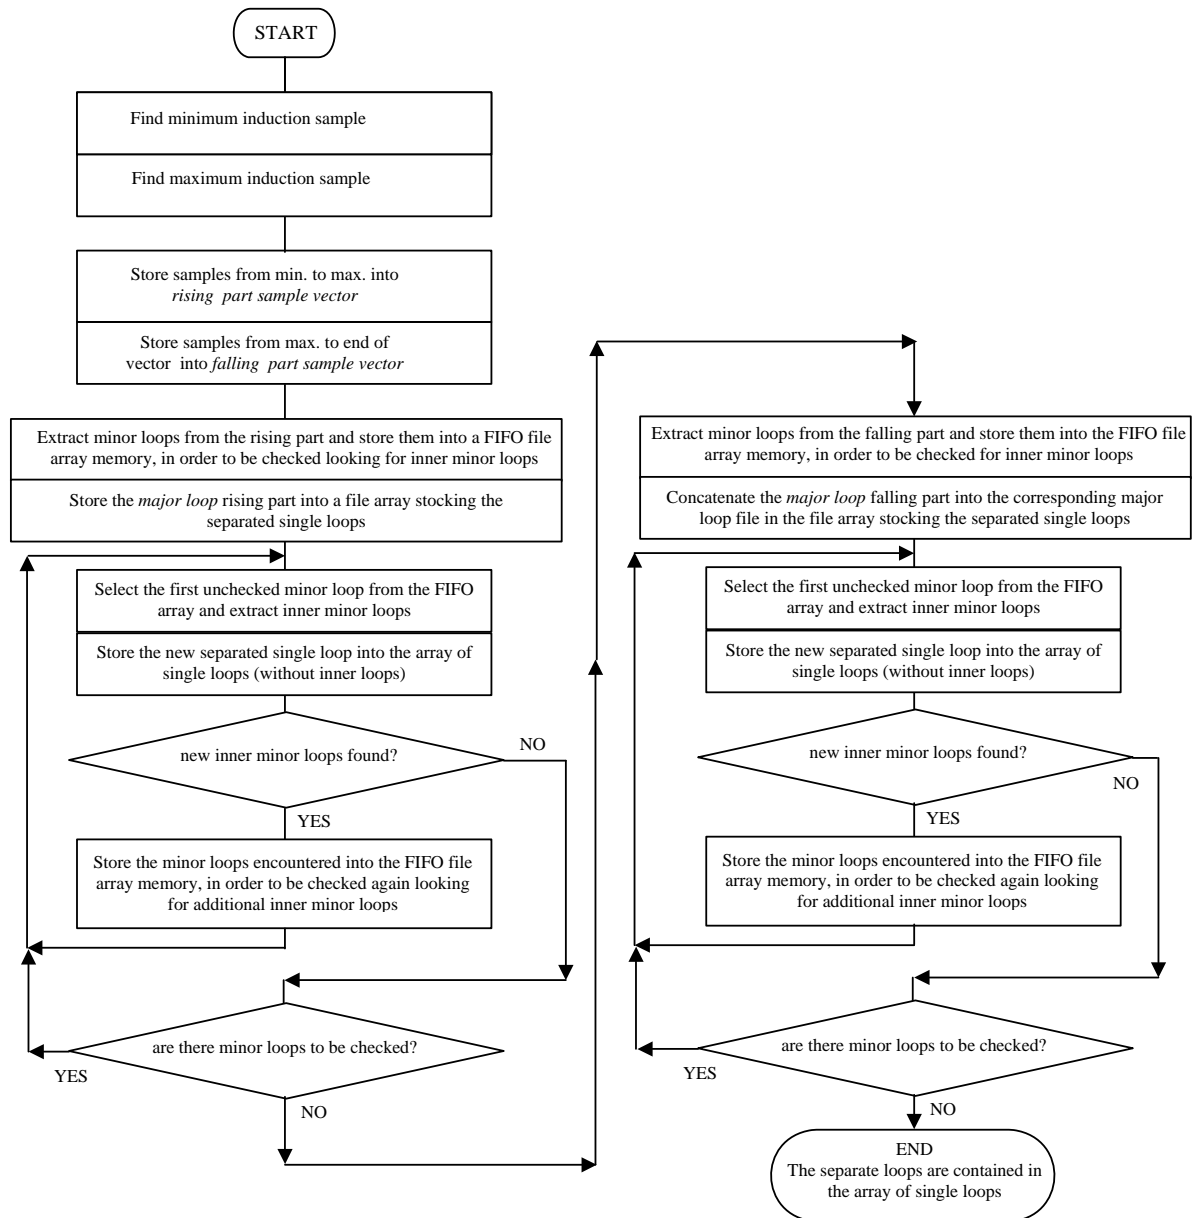 START
Find minimum induction sample
Find maximum induction sample
Store samples from min. to max. into
rising part sample vector
Store samples from max. to end of
vector into falling part sample vector
Extract minor loops from the rising part and store them into a FIFO file
array memory, in order to be checked looking for inner minor loops
Store the major loop rising part into a file array stocking the
separated single loops
Select the first unchecked minor loop from the FIFO
array and extract inner minor loops
Store the new separated single loop into the array of
single loops (without inner loops)
new inner minor loops found?
NO
YES
Store the minor loops encountered into the FIFO file
array memory, in order to be checked again looking
for additional inner minor loops
are there minor loops to be checked?
YES
NO
Extract minor loops from the falling part and store them into the FIFO file
array memory, in order to be checked for inner minor loops
Concatenate the major loop falling part into the corresponding major
loop file in the file array stocking the separated single loops
Select the first unchecked minor loop from the FIFO
array and extract inner minor loops
Store the new separated single loop into the array of
single loops (without inner loops)
new inner minor loops found?
NO
YES
Store the minor loops encountered into the FIFO file
array memory, in order to be checked again looking
for additional inner minor loops
are there minor loops to be checked?
YES
NO
END
The separate loops are contained in
the array of single loops